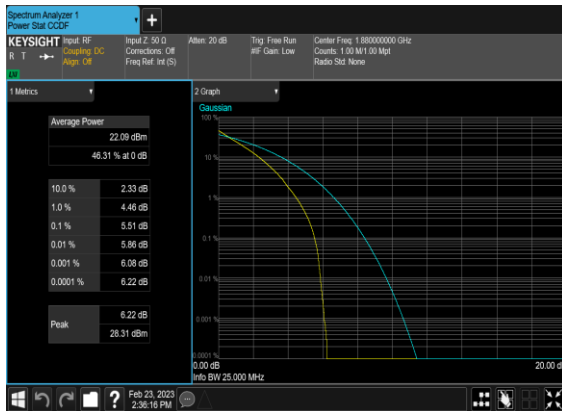 Spectrum Analyzer 1
Power Stat CCDF
+
KEYSIGHT
R T
LU
Input: RF
Coupling: DC
Align: Off
Input Z: 50 Ω
Corrections: Off
Freq Ref: Int (S)
Atten: 20 dB
Trig: Free Run
#IF Gain: Low
Center Freq: 1.880000000 GHz
Counts: 1.00 M/1.00 Mpt
Radio Std: None
1 Metrics
Average Power
22.09 dBm
46.31 % at 0 dB
10.0 % 2.33 dB
1.0 % 4.46 dB
0.1 % 5.51 dB
0.01 % 5.86 dB
0.001 % 6.08 dB
0.0001 % 6.22 dB
Peak
6.22 dB
28.31 dBm
2 Graph
Gaussian
100 %
10 %
1 %
0.1 %
0.01 %
0.001 %
0.0001 %
0.00 dB
20.00 dB
Info BW 25.000 MHz
?
Feb 23, 2023
2:36:16 PM